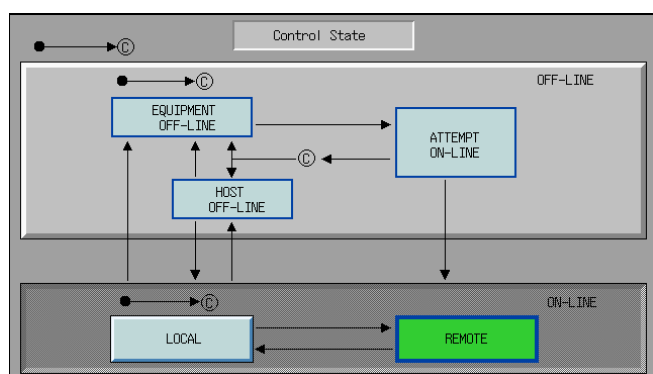 Control State
Ⓒ
Ⓒ
OFF-LINE
EQUIPMENT
OFF-LINE
ATTEMPT
ON-LINE
Ⓒ
HOST
OFF-LINE
Ⓒ
ON-LINE
LOCAL
REMOTE